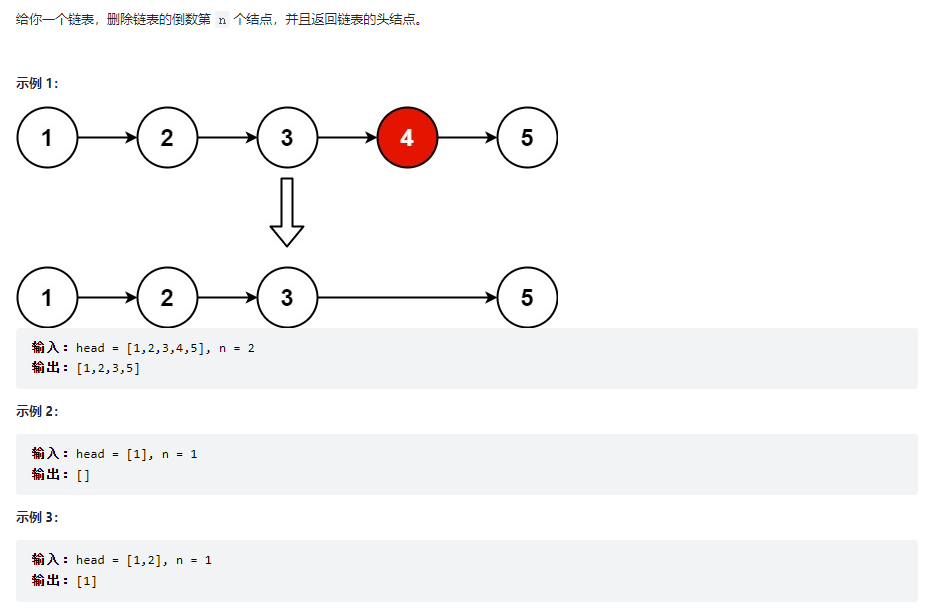 给你一个链表，删除链表的倒数第 n 个结点，并且返回链表的头结点。
示例 1：
1 2 3 4 5
1 2 3 5
输入：head = [1,2,3,4,5], n = 2
输出：[1,2,3,5]
示例 2：
输入：head = [1], n = 1
输出：[]
示例 3：
输入：head = [1,2], n = 1
输出：[1]